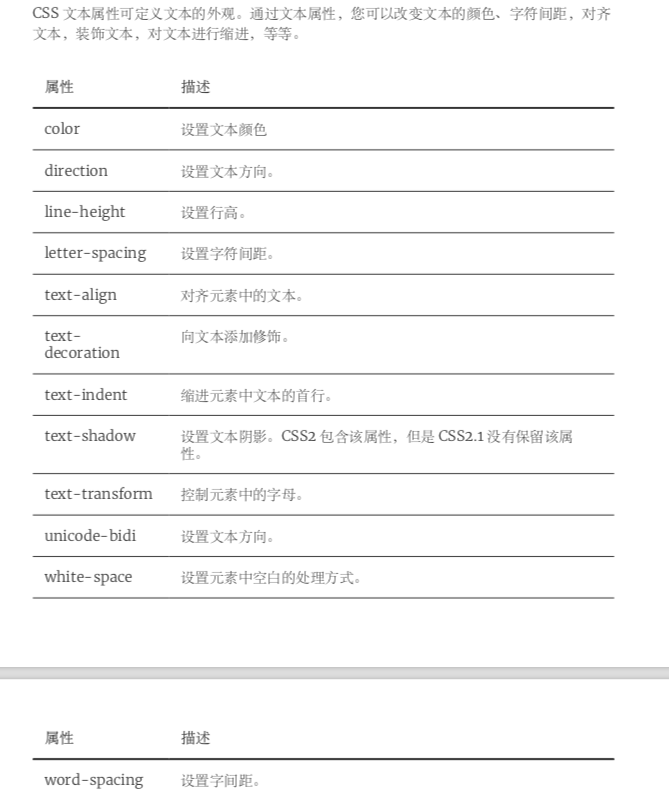 CSS 文本属性可定义文本的外观。通过文本属性，您可以改变文本的颜色、字符间距，对齐
文本，装饰文本，对文本进行缩进，等等。
属性 描述
color 设置文本颜色
direction 设置文本方向。
line-height 设置行高。
letter-spacing 设置字符间距。
text-align 对齐元素中的文本。
text- 向文本添加修饰。
decoration
text-indent 缩进元素中文本的首行。
text-shadow 设置文本阴影。CSS2 包含该属性，但是 CSS2.1 没有保留该属
性。
text-transform 控制元素中的字母。
unicode-bidi 设置文本方向。
white-space 设置元素中空白的处理方式。
属性 描述
word-spacing 设置字间距。